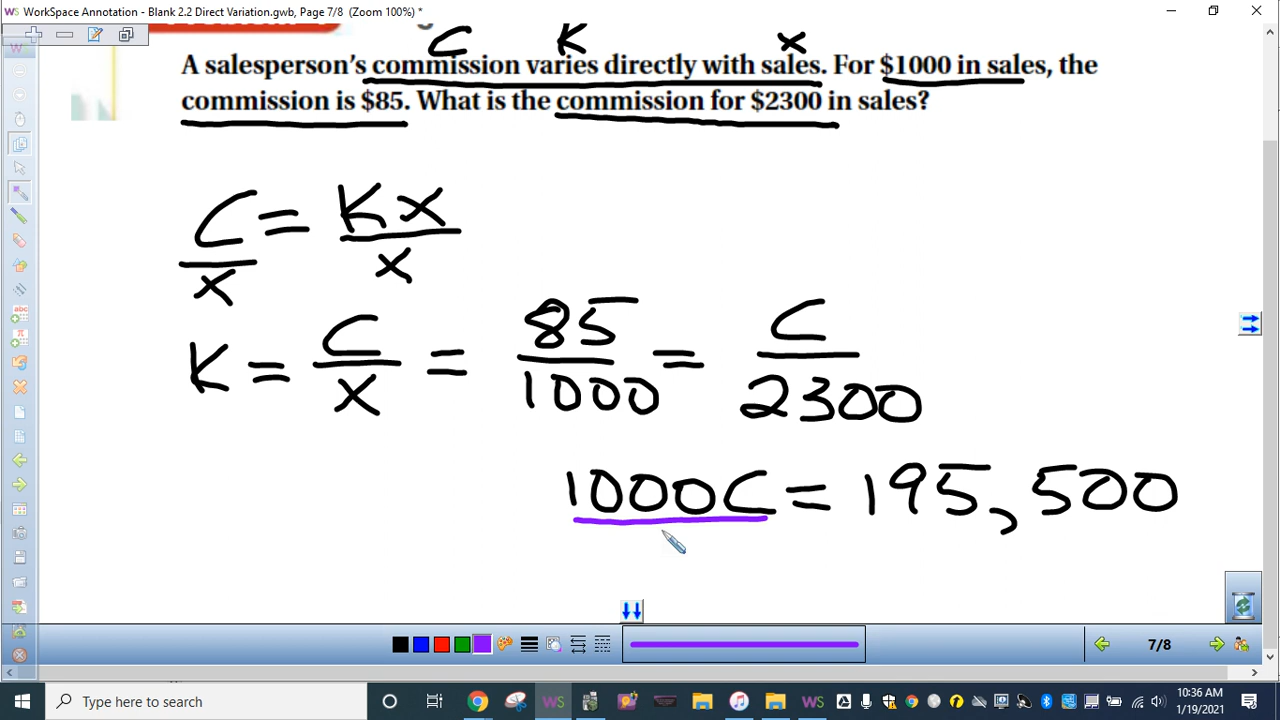 WorkSpace Annotation - Blank 2.2 Direct Variation.gwb, Page 7/8 (Zoom 100%) *
C K x
A salesperson's commission varies directly with sales. For $1000 in sales, the
commission is $85. What is the commission for $2300 in sales?
C/x = Kx/x
K = C/x = 85/1000 = C/2300
1000C = 195,500
7/8
Type here to search
10:36 AM
1/19/2021